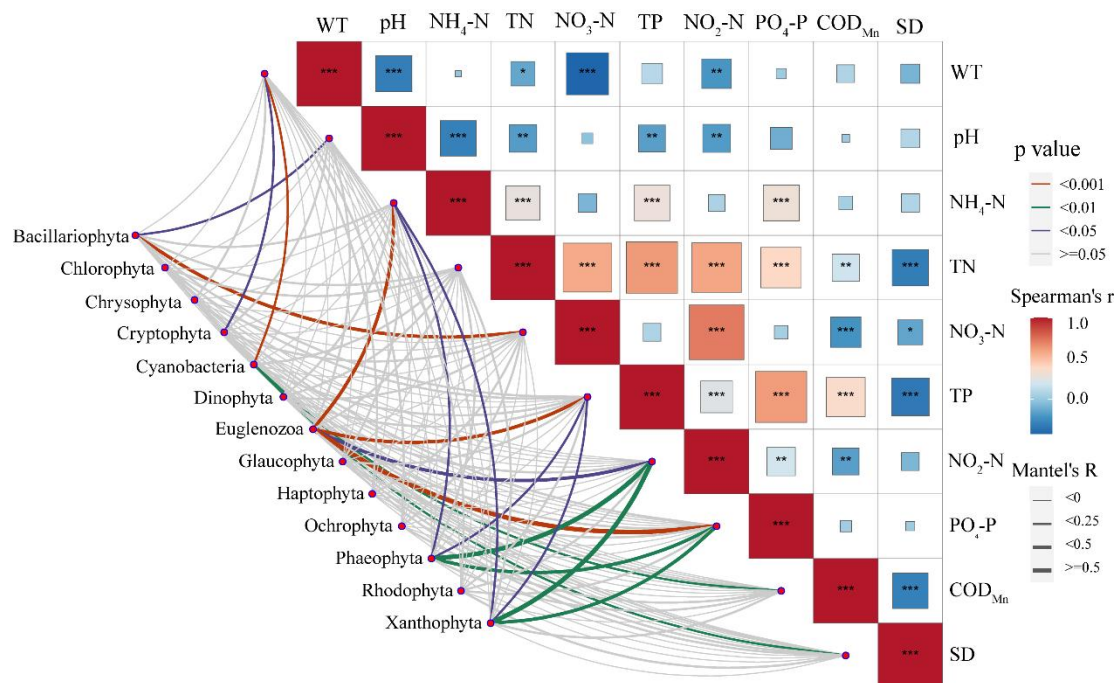 WT pH NH₄-N TN NO₃-N TP NO₂-N PO₄-P COD_Mn SD
*** *** * *** ** WT
*** *** ** ** ** pH
*** *** *** *** NH₄-N
*** *** *** *** *** ** *** TN
*** *** *** * NO₃-N
*** *** *** *** *** TP
*** ** ** NO₂-N
*** PO₄-P
*** *** COD_Mn
*** SD
Bacillariophyta
Chlorophyta
Chrysophyta
Cryptophyta
Cyanobacteria
Dinophyta
Euglenozoa
Glaucophyta
Haptophyta
Ochrophyta
Phaeophyta
Rhodophyta
Xanthophyta
p value
<0.001
<0.01
<0.05
>=0.05
Spearman's r
1.0
0.5
0.0
Mantel's R
<0
<0.25
<0.5
>=0.5